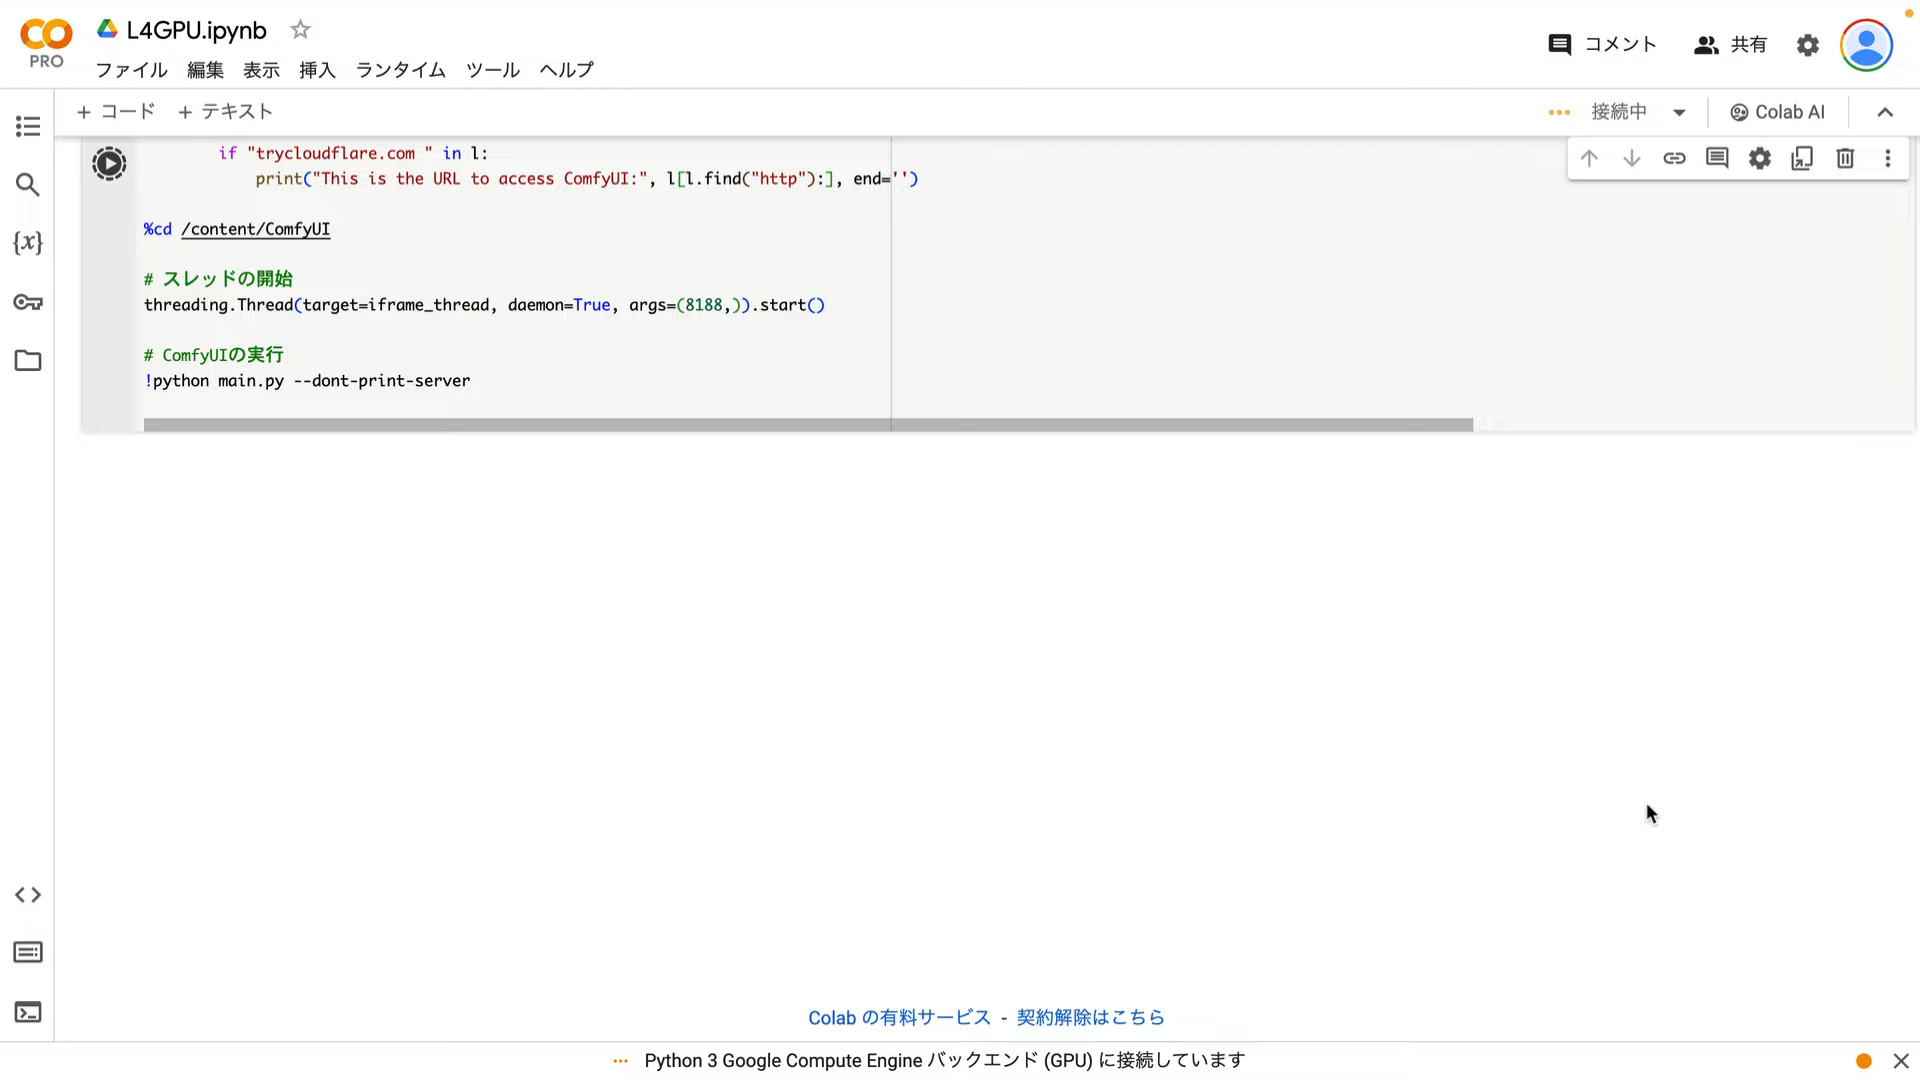 L4GPU.ipynb
PRO
ファイル 編集 表示 挿入 ランタイム ツール ヘルプ
コメント 共有
+ コード + テキスト 接続中 Colab AI
if "trycloudflare.com " in l:
print("This is the URL to access ComfyUI:", l[l.find("http"):], end='')
%cd /content/ComfyUI
# スレッドの開始
threading.Thread(target=iframe_thread, daemon=True, args=(8188,)).start()
# ComfyUIの実行
!python main.py --dont-print-server
Colab の有料サービス - 契約解除はこちら
Python 3 Google Compute Engine バックエンド (GPU) に接続しています